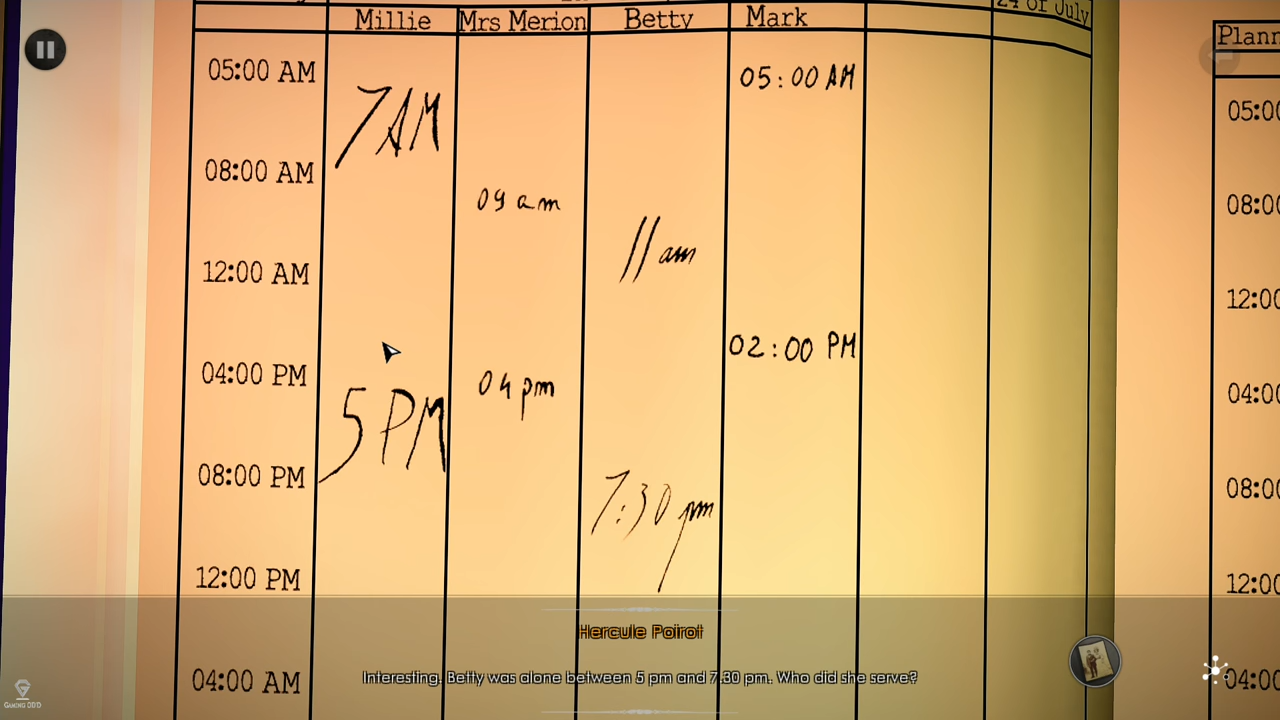 Millie Mrs Merion Betty Mark
24 of July
Plann
05:00 AM 05:00 AM 05:00
7 AM
08:00 AM 08:00
09 am
11 am
12:00 AM 12:00
02:00 PM
04:00 PM 04 pm 04:00
5 PM
08:00 PM 08:00
7:30 pm
12:00 PM 12:00
Hercule Poirot
Interesting. Betty was alone between 5 pm and 7.30 pm. Who did she serve?
04:00 AM 04:00
GAMING DDD